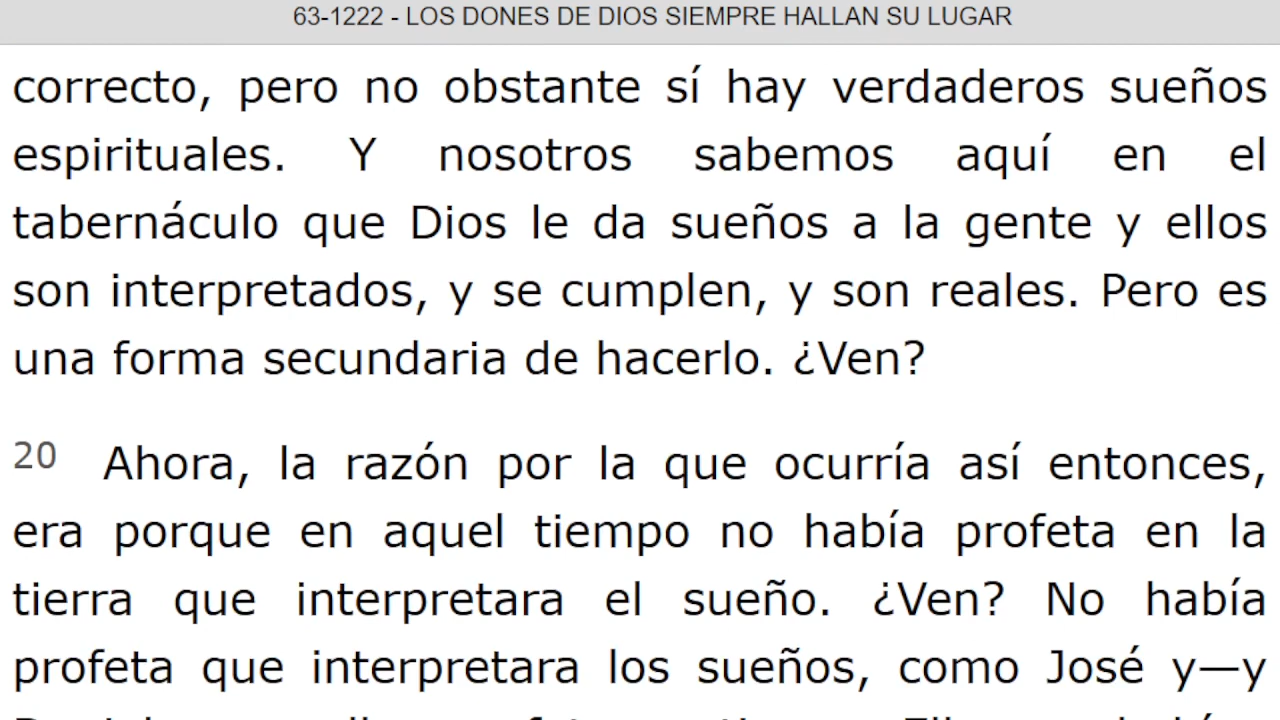 63-1222 - LOS DONES DE DIOS SIEMPRE HALLAN SU LUGAR
correcto, pero no obstante sí hay verdaderos sueños
espirituales. Y nosotros sabemos aquí en el
tabernáculo que Dios le da sueños a la gente y ellos
son interpretados, y se cumplen, y son reales. Pero es
una forma secundaria de hacerlo. ¿Ven?
20 Ahora, la razón por la que ocurría así entonces,
era porque en aquel tiempo no había profeta en la
tierra que interpretara el sueño. ¿Ven? No había
profeta que interpretara los sueños, como José y—y